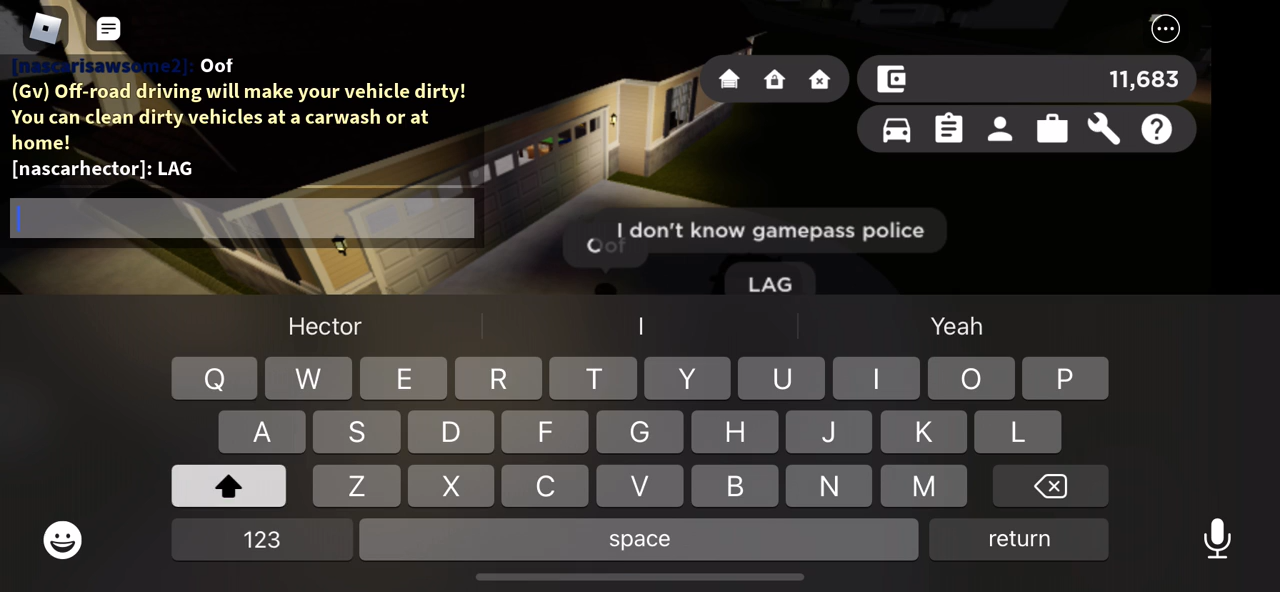 [nascarisawsome2]: Oof
(Gv) Off-road driving will make your vehicle dirty!
You can clean dirty vehicles at a carwash or at
home!
[nascarhector]: LAG
11,683
I don't know gamepass police
Oof
LAG
Hector I Yeah
Q W E R T Y U I O P
A S D F G H J K L
Z X C V B N M
123 space return